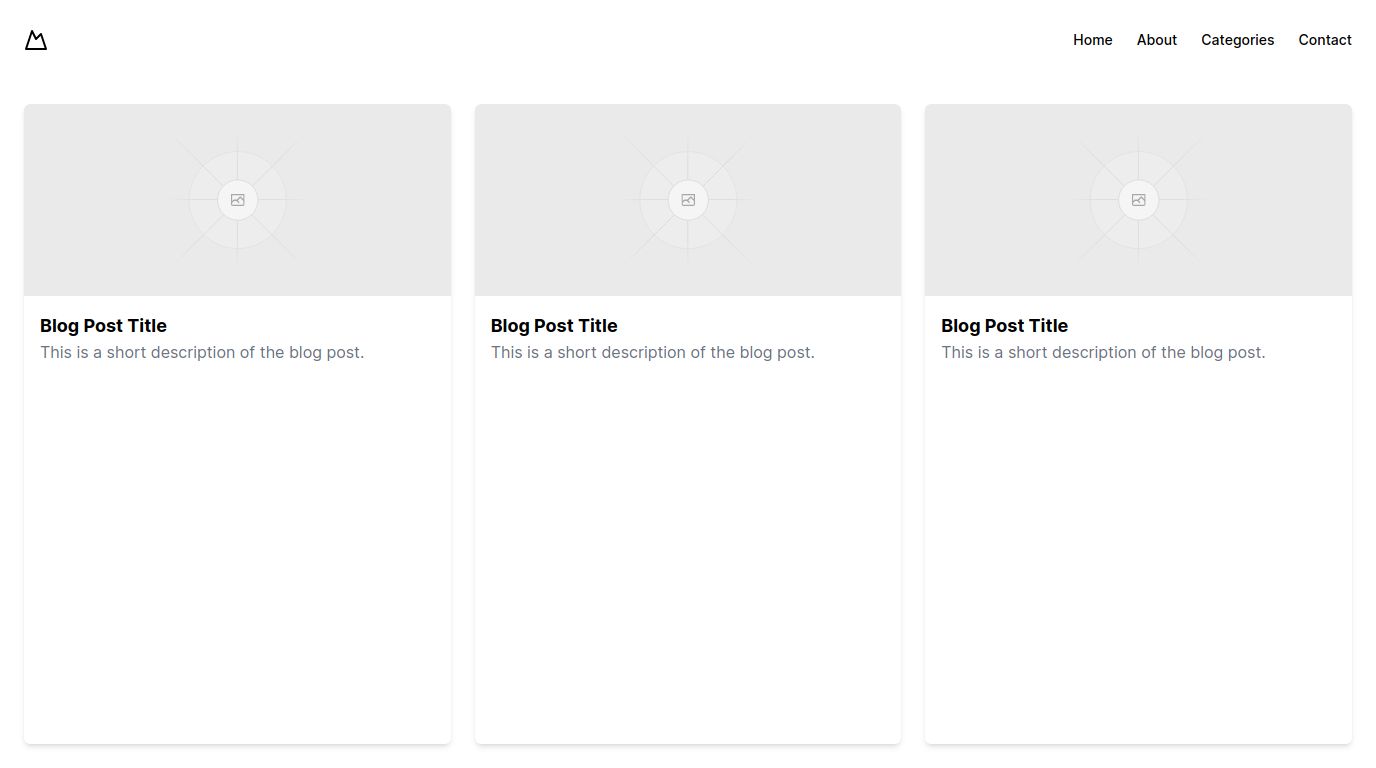 Home About Categories Contact
Blog Post Title
This is a short description of the blog post.
Blog Post Title
This is a short description of the blog post.
Blog Post Title
This is a short description of the blog post.